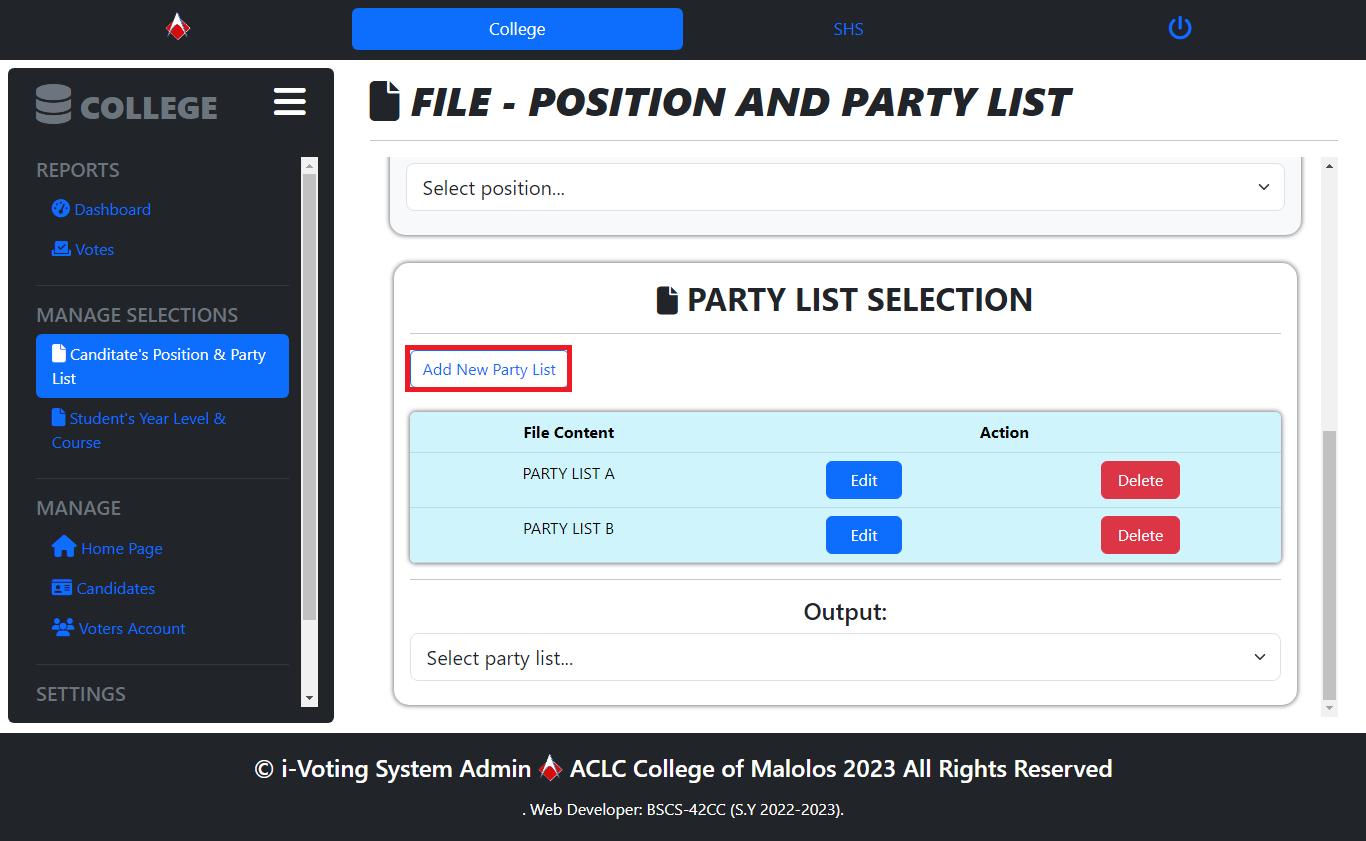 College
SHS
COLLEGE
REPORTS
Dashboard
Votes
MANAGE SELECTIONS
Canditate's Position & Party
List
Student's Year Level &
Course
MANAGE
Home Page
Candidates
Voters Account
SETTINGS
FILE - POSITION AND PARTY LIST
Select position...
PARTY LIST SELECTION
Add New Party List
File Content Action
PARTY LIST A Edit Delete
PARTY LIST B Edit Delete
Output:
Select party list...
© i-Voting System Admin ACLC College of Malolos 2023 All Rights Reserved
. Web Developer: BSCS-42CC (S.Y 2022-2023).